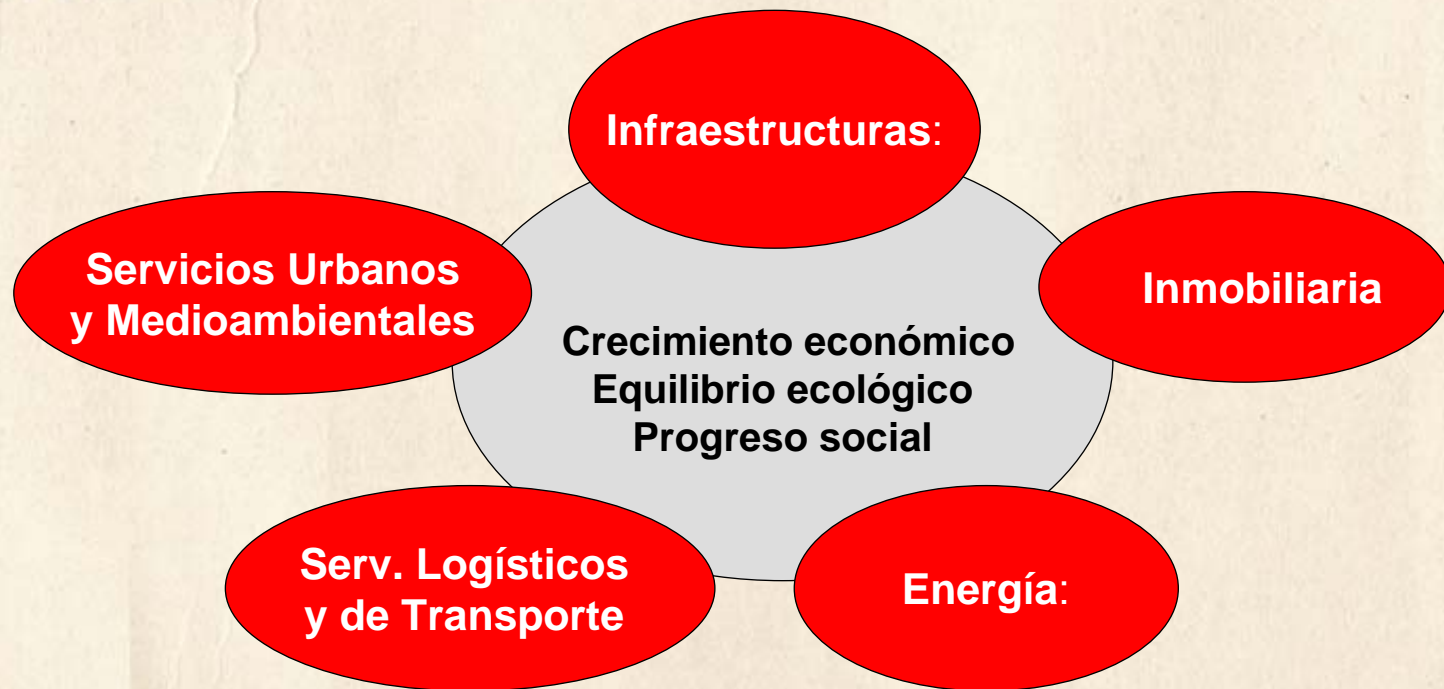 Infraestructuras:
Servicios Urbanos
y Medioambientales
Inmobiliaria
Crecimiento económico
Equilibrio ecológico
Progreso social
Serv. Logísticos
y de Transporte
Energía: